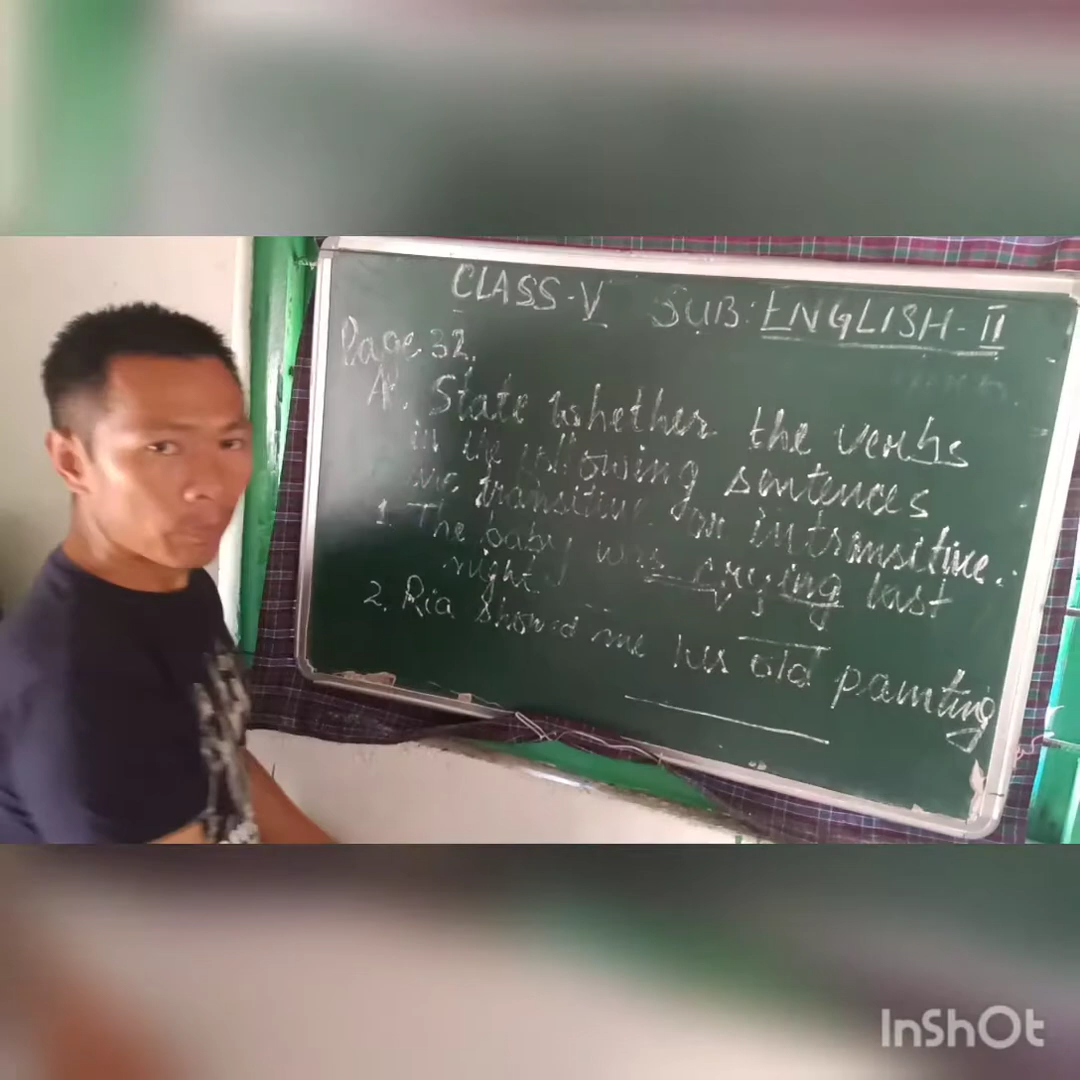 CLASS-V SUB: ENGLISH-II
Page 32.
A. State whether the verbs
in the following sentences
are transitive or intransitive.
1. The baby was crying last
night
2. Ria showed me her old painting
InShOt